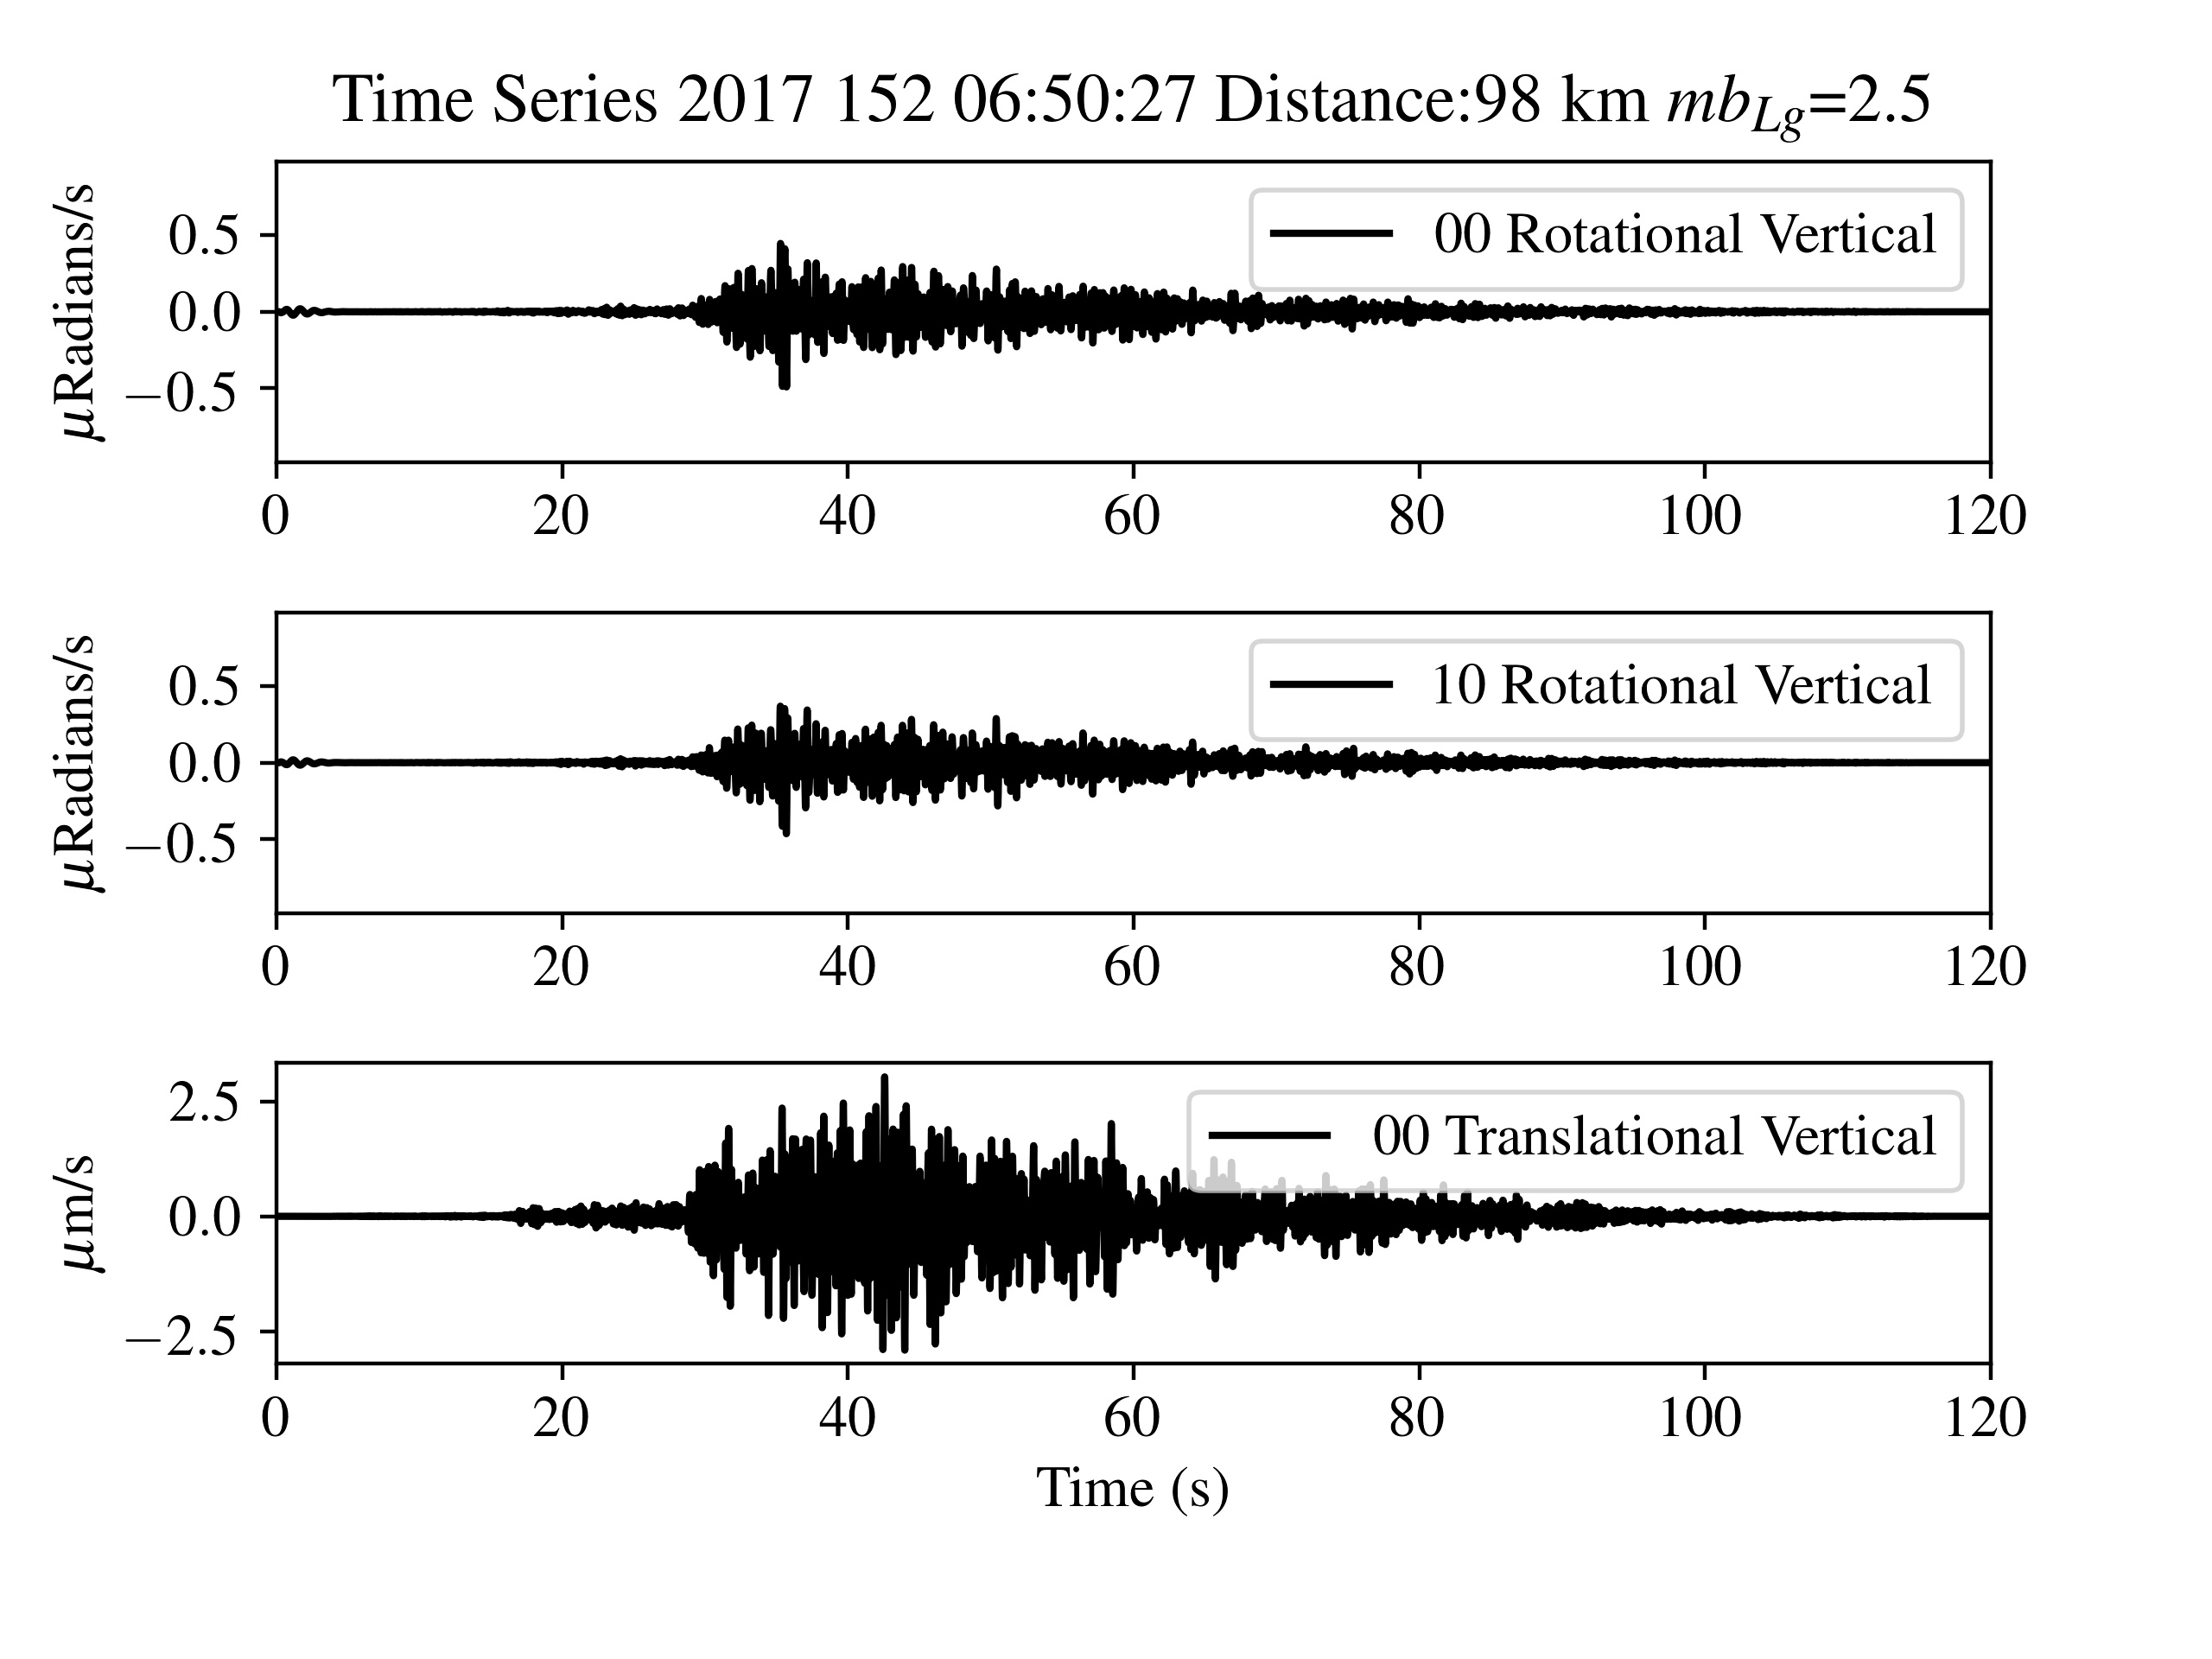 Time Series 2017 152 06:50:27 Distance:98 km mb_Lg=2.5
µRadians/s
0.5
0.0
−0.5
00 Rotational Vertical
0 20 40 60 80 100 120
µRadians/s
0.5
0.0
−0.5
10 Rotational Vertical
0 20 40 60 80 100 120
µm/s
2.5
0.0
−2.5
00 Translational Vertical
0 20 40 60 80 100 120
Time (s)